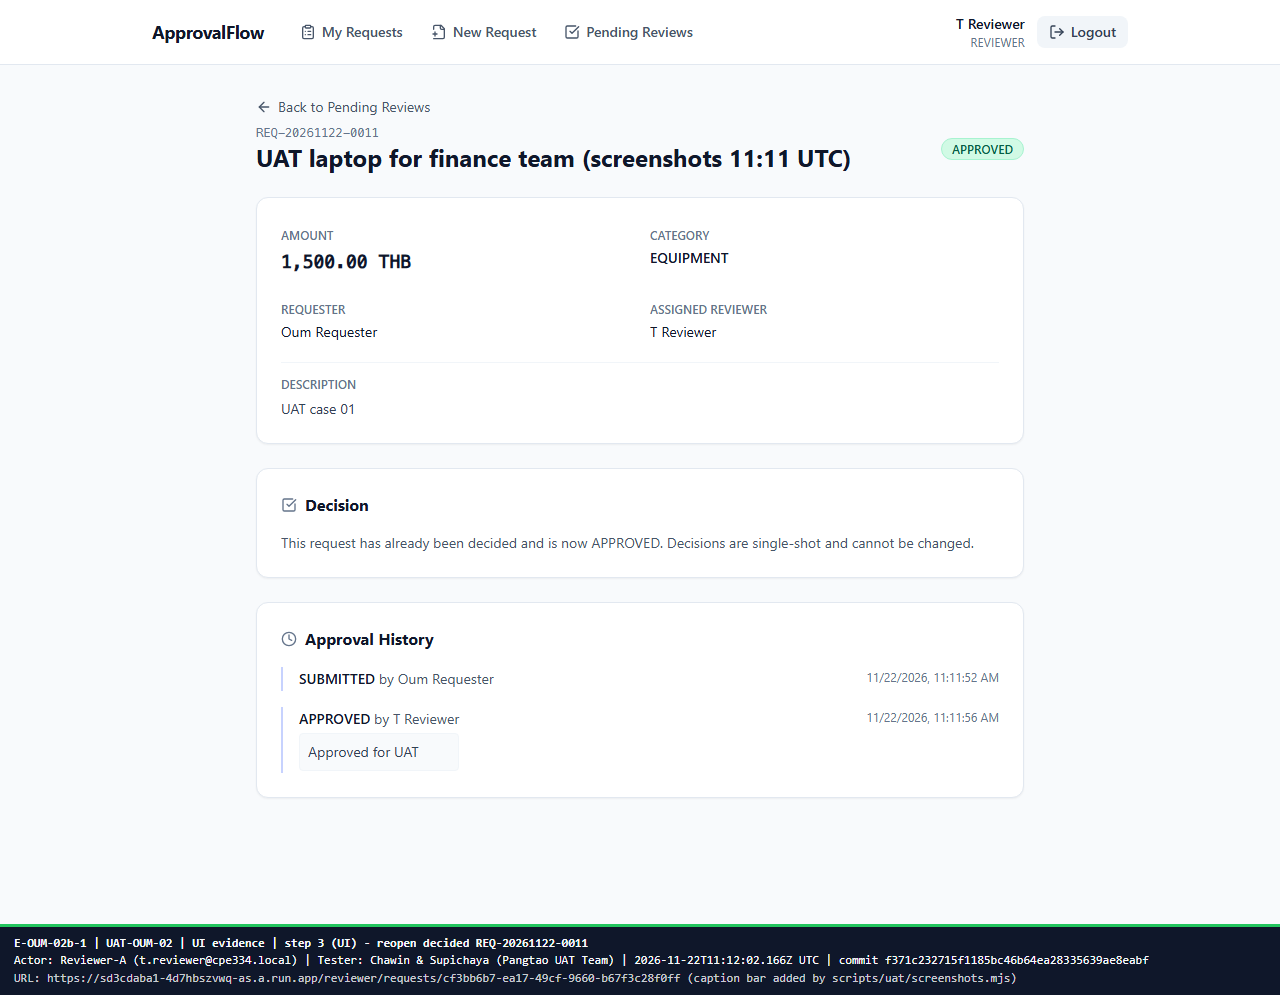 ApprovalFlow
My Requests
New Request
Pending Reviews
T Reviewer
REVIEWER
Logout
Back to Pending Reviews
REQ-20261122-0011
UAT laptop for finance team (screenshots 11:11 UTC)
APPROVED
AMOUNT
1,500.00 THB
CATEGORY
EQUIPMENT
REQUESTER
Oum Requester
ASSIGNED REVIEWER
T Reviewer
DESCRIPTION
UAT case 01
Decision
This request has already been decided and is now APPROVED. Decisions are single-shot and cannot be changed.
Approval History
SUBMITTED by Oum Requester
11/22/2026, 11:11:52 AM
APPROVED by T Reviewer
11/22/2026, 11:11:56 AM
Approved for UAT
E-OUM-02b-1 | UAT-OUM-02 | UI evidence | step 3 (UI) - reopen decided REQ-20261122-0011
Actor: Reviewer-A (t.reviewer@cpe334.local) | Tester: Chawin & Supichaya (Pangtao UAT Team) | 2026-11-22T11:12:02.166Z UTC | commit f371c232715f1185bc46b64ea28335639ae8eabf
URL: https://sd3cdaba1-4d7hbszvwq-as.a.run.app/reviewer/requests/cf3bb6b7-ea17-49cf-9660-b67f3c28f0ff (caption bar added by scripts/uat/screenshots.mjs)